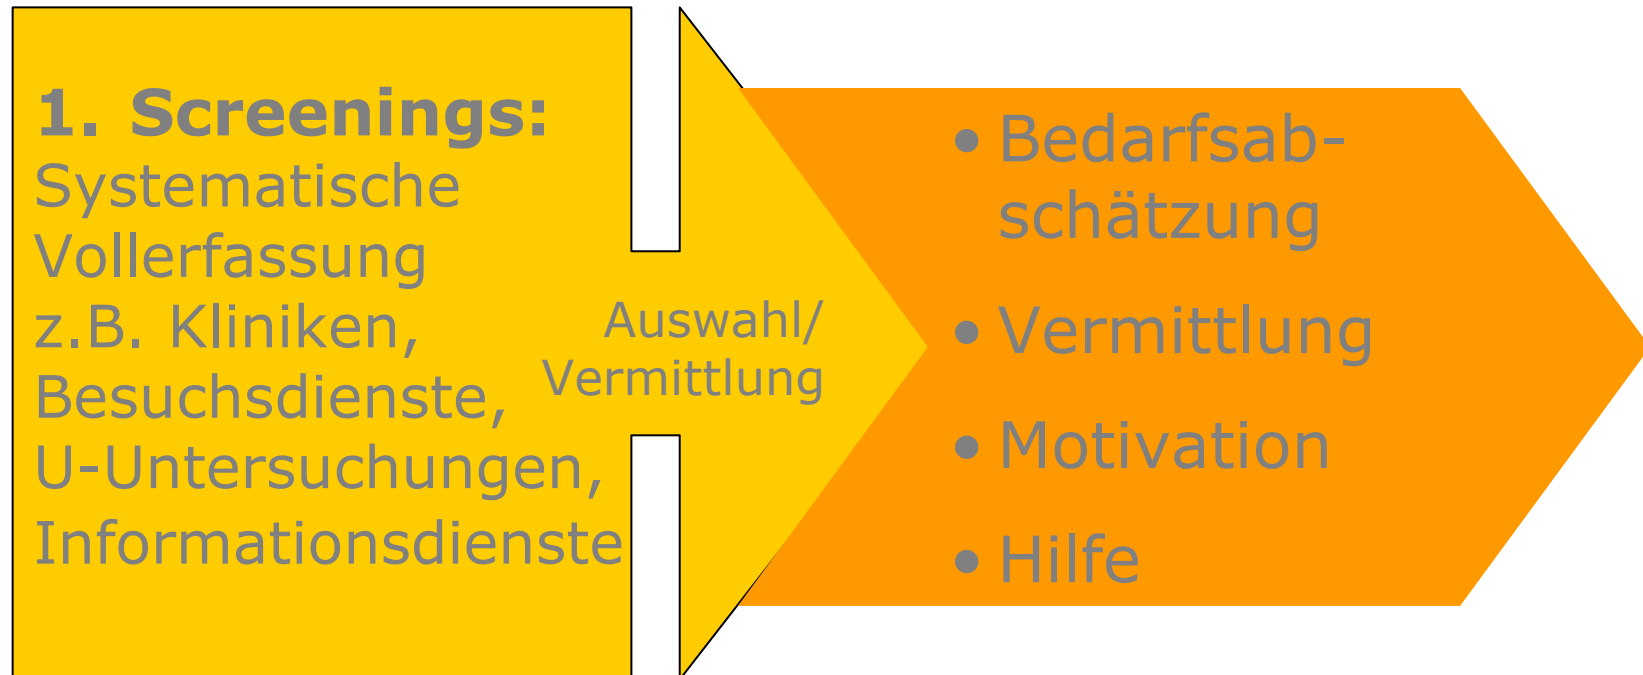 1. Screenings:
Systematische
Vollerfassung
z.B. Kliniken,
Besuchsdienste,
U-Untersuchungen,
Informationsdienste
Auswahl/
Vermittlung
• Bedarfsab-
schätzung
• Vermittlung
• Motivation
• Hilfe